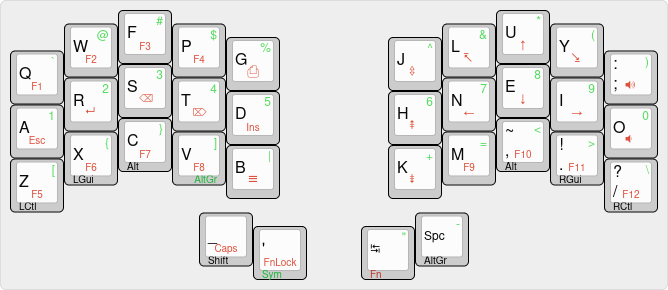 Q ` F1
W @ F2
F # F3
P $ F4
G %
J ^
L &
U * ↑
Y (
: ) ;
A 1 Esc
R 2 ↵
S 3 ⌫
T 4 ⌦
D 5 Ins
H 6
N 7 ←
E 8 ↓
I 9 →
O 0
Z [ F5 LCtl
X { F6 LGui
C } F7 Alt
V ] F8 AltGr
B | ≡
K +
M = F9
~ < , F10 Alt
! > . F11 RGui
? \ / F12 RCtl
_ Caps Shift
' FnLock Sym
↹ " Fn
Spc - AltGr